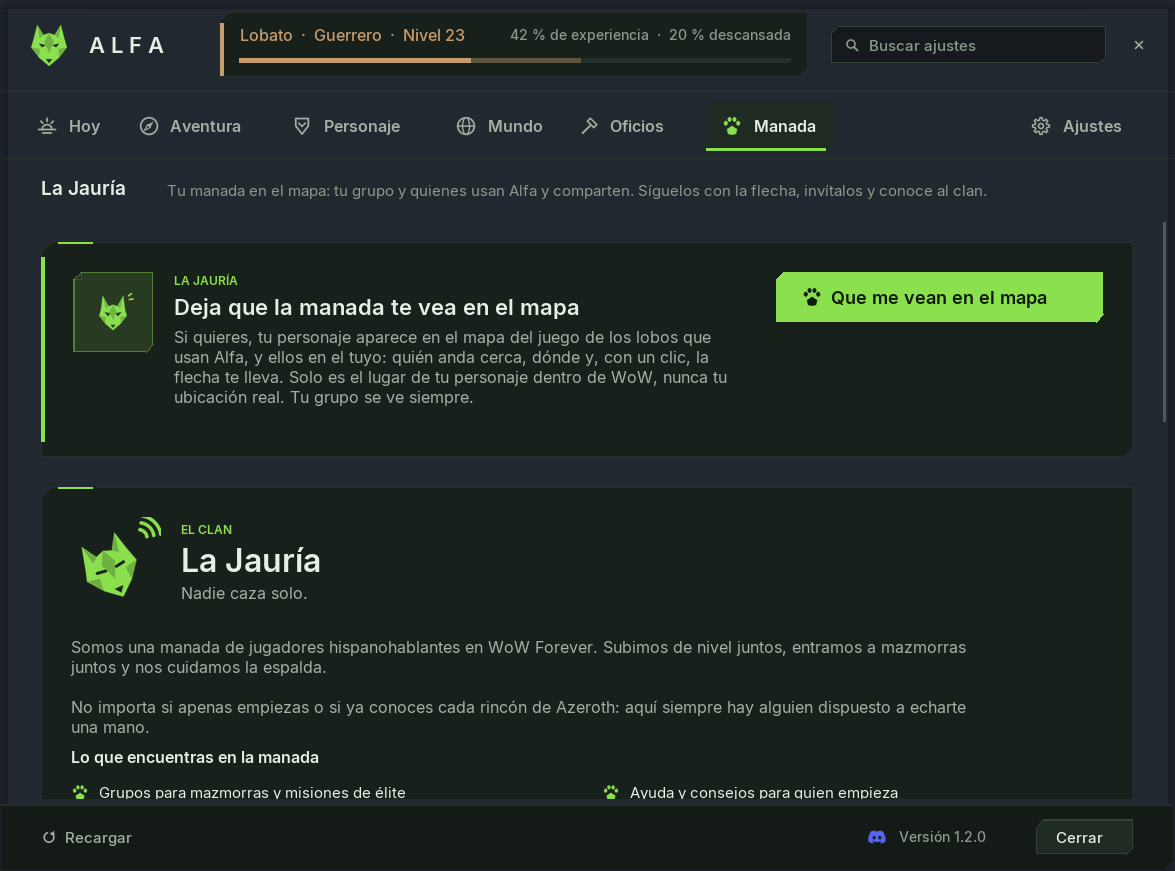 ALFA
Lobato · Guerrero · Nivel 23
42 % de experiencia · 20 % descansada
Buscar ajustes
×
Hoy
Aventura
Personaje
Mundo
Oficios
Manada
Ajustes
La Jauría
Tu manada en el mapa: tu grupo y quienes usan Alfa y comparten. Síguelos con la flecha, invítalos y conoce al clan.
LA JAURÍA
Deja que la manada te vea en el mapa
Si quieres, tu personaje aparece en el mapa del juego de los lobos que
usan Alfa, y ellos en el tuyo: quién anda cerca, dónde y, con un clic, la
flecha te lleva. Solo es el lugar de tu personaje dentro de WoW, nunca tu
ubicación real. Tu grupo se ve siempre.
Que me vean en el mapa
EL CLAN
La Jauría
Nadie caza solo.
Somos una manada de jugadores hispanohablantes en WoW Forever. Subimos de nivel juntos, entramos a mazmorras
juntos y nos cuidamos la espalda.
No importa si apenas empiezas o si ya conoces cada rincón de Azeroth: aquí siempre hay alguien dispuesto a echarte
una mano.
Lo que encuentras en la manada
Grupos para mazmorras y misiones de élite
Ayuda y consejos para quien empieza
Recargar
Versión 1.2.0
Cerrar